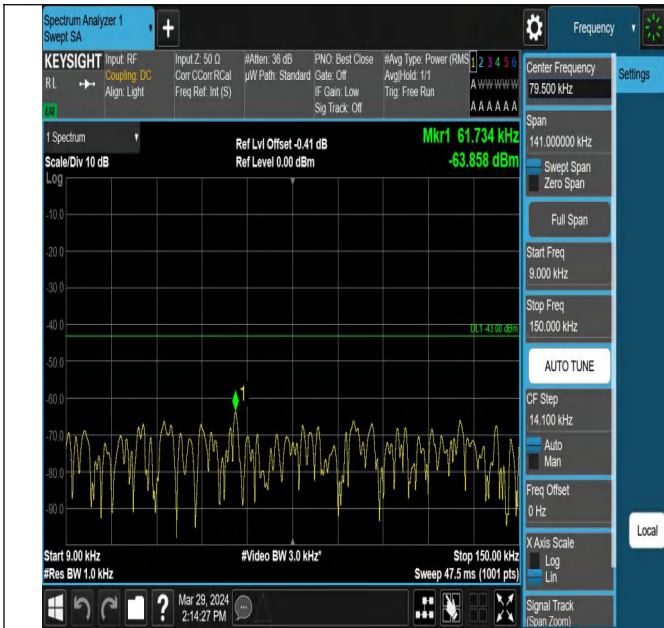 Spectrum Analyzer 1
Swept SA
+
Frequency
KEYSIGHT
RL
LXI
Input: RF
Coupling: DC
Align: Light
Input Z: 50 Ω
Corr CCorr RCal
Freq Ref: Int (S)
#Atten: 36 dB
µW Path: Standard
PNO: Best Close
Gate: Off
IF Gain: Low
Sig Track: Off
#Avg Type: Power (RMS
Avg|Hold: 1/1
Trig: Free Run
1 2 3 4 5 6
A W W W W W
A A A A A A
1 Spectrum
Scale/Div 10 dB
Log
Ref Lvl Offset -0.41 dB
Ref Level 0.00 dBm
Mkr1 61.734 kHz
-63.858 dBm
-10.0
-20.0
-30.0
-40.0
-50.0
-60.0
-70.0
-80.0
-90.0
DL1 -43.00 dBm
1
Start 9.00 kHz
#Res BW 1.0 kHz
#Video BW 3.0 kHz*
Stop 150.00 kHz
Sweep 47.5 ms (1001 pts)
Mar 29, 2024
2:14:27 PM
?
Center Frequency
79.500 kHz
Span
141.000000 kHz
Swept Span
Zero Span
Full Span
Start Freq
9.000 kHz
Stop Freq
150.000 kHz
AUTO TUNE
CF Step
14.100 kHz
Auto
Man
Freq Offset
0 Hz
X Axis Scale
Log
Lin
Signal Track
(Span Zoom)
Settings
Local